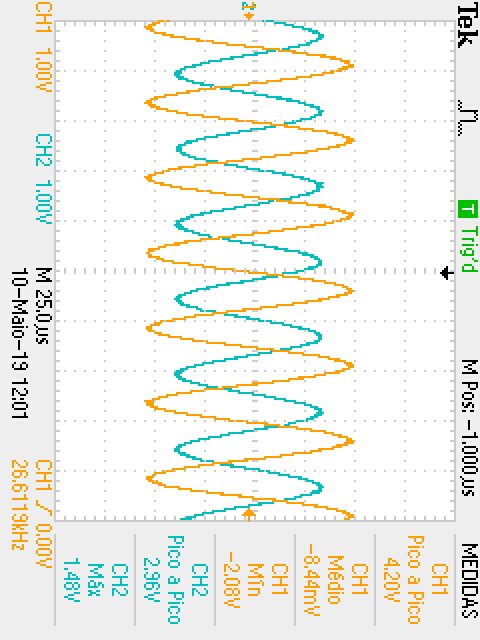 Tek T Trig'd M Pos: -1.000µs MEDIDAS
CH1
Pico a Pico
4.20V
CH1
Médio
-8.44mV
CH1
Mín
-2.08V
CH2
Pico a Pico
2.96V
CH2
Máx
1.48V
2
CH1 1.00V CH2 1.00V M 25.0µs CH1 / 0.00V
10-Maio-19 12:01 26.6119kHz